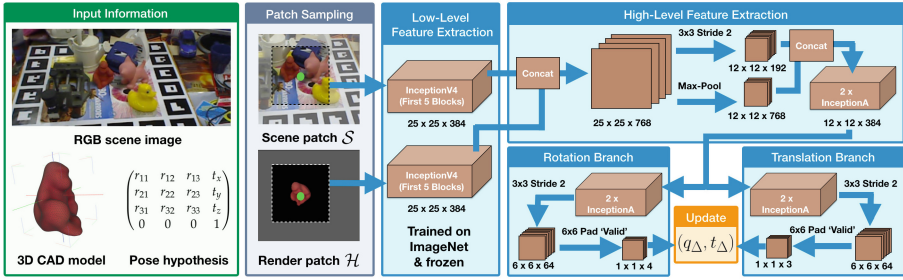 Input Information
RGB scene image
3D CAD model
r11 r12 r13 tx
r21 r22 r23 ty
r31 r32 r33 tz
0 0 0 1
Pose hypothesis
Patch Sampling
Scene patch S
Render patch H
Low-Level
Feature Extraction
InceptionV4
(First 5 Blocks)
25 x 25 x 384
InceptionV4
(First 5 Blocks)
25 x 25 x 384
Trained on
ImageNet
& frozen
High-Level Feature Extraction
Concat
25 x 25 x 768
3x3 Stride 2
12 x 12 x 192
Max-Pool
12 x 12 x 768
Concat
2 x
InceptionA
12 x 12 x 384
Rotation Branch
3x3 Stride 2
2 x
InceptionA
6x6 Pad 'Valid'
6 x 6 x 64
1 x 1 x 4
Update
(qΔ, tΔ)
Translation Branch
2 x
InceptionA
3x3 Stride 2
6x6 Pad 'Valid'
1 x 1 x 3
6 x 6 x 64